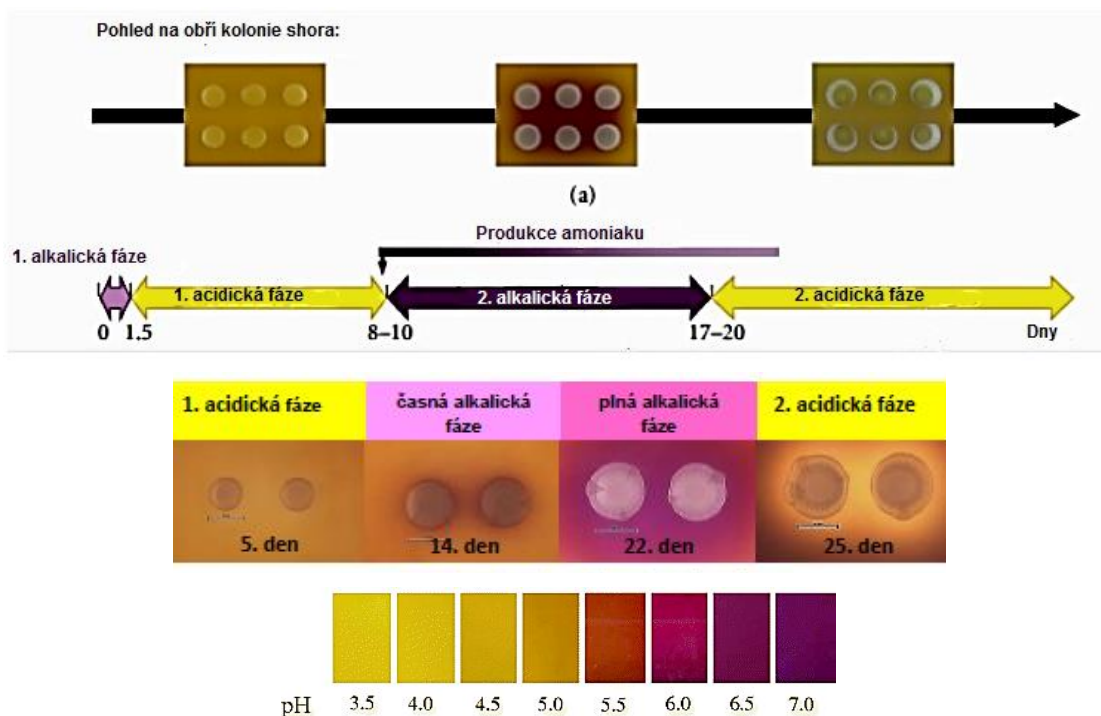 Pohled na obří kolonie shora:
(a)
Produkce amoniaku
1. alkalická fáze
1. acidická fáze
2. alkalická fáze
2. acidická fáze
0 1.5 8–10 17–20 Dny
1. acidická fáze
časná alkalická
fáze
plná alkalická
fáze
2. acidická fáze
5. den
14. den
22. den
25. den
pH 3.5 4.0 4.5 5.0 5.5 6.0 6.5 7.0